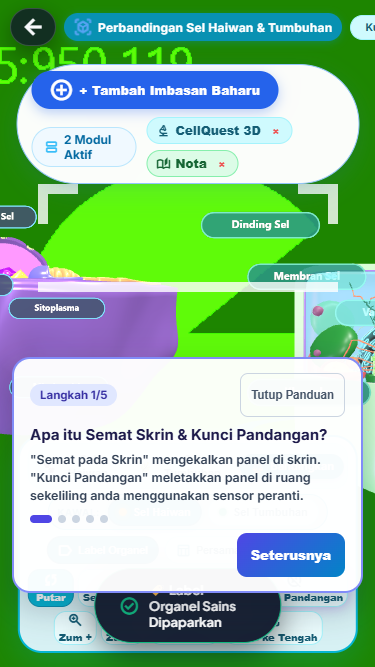 Perbandingan Sel Haiwan & Tumbuhan
5:950.119
+ Tambah Imbasan Baharu
2 Modul
Aktif
CellQuest 3D ×
Nota ×
Sel
Dinding Sel
Membran Sel
Sitoplasma
Langkah 1/5
Tutup Panduan
Apa itu Semat Skrin & Kunci Pandangan?
"Semat pada Skrin" mengekalkan panel di skrin.
"Kunci Pandangan" meletakkan panel di ruang
sekeliling anda menggunakan sensor peranti.
Seterusnya
Putar
Label
Organel Sains
Dipaparkan
Pandangan
Zum +
ke Tengah